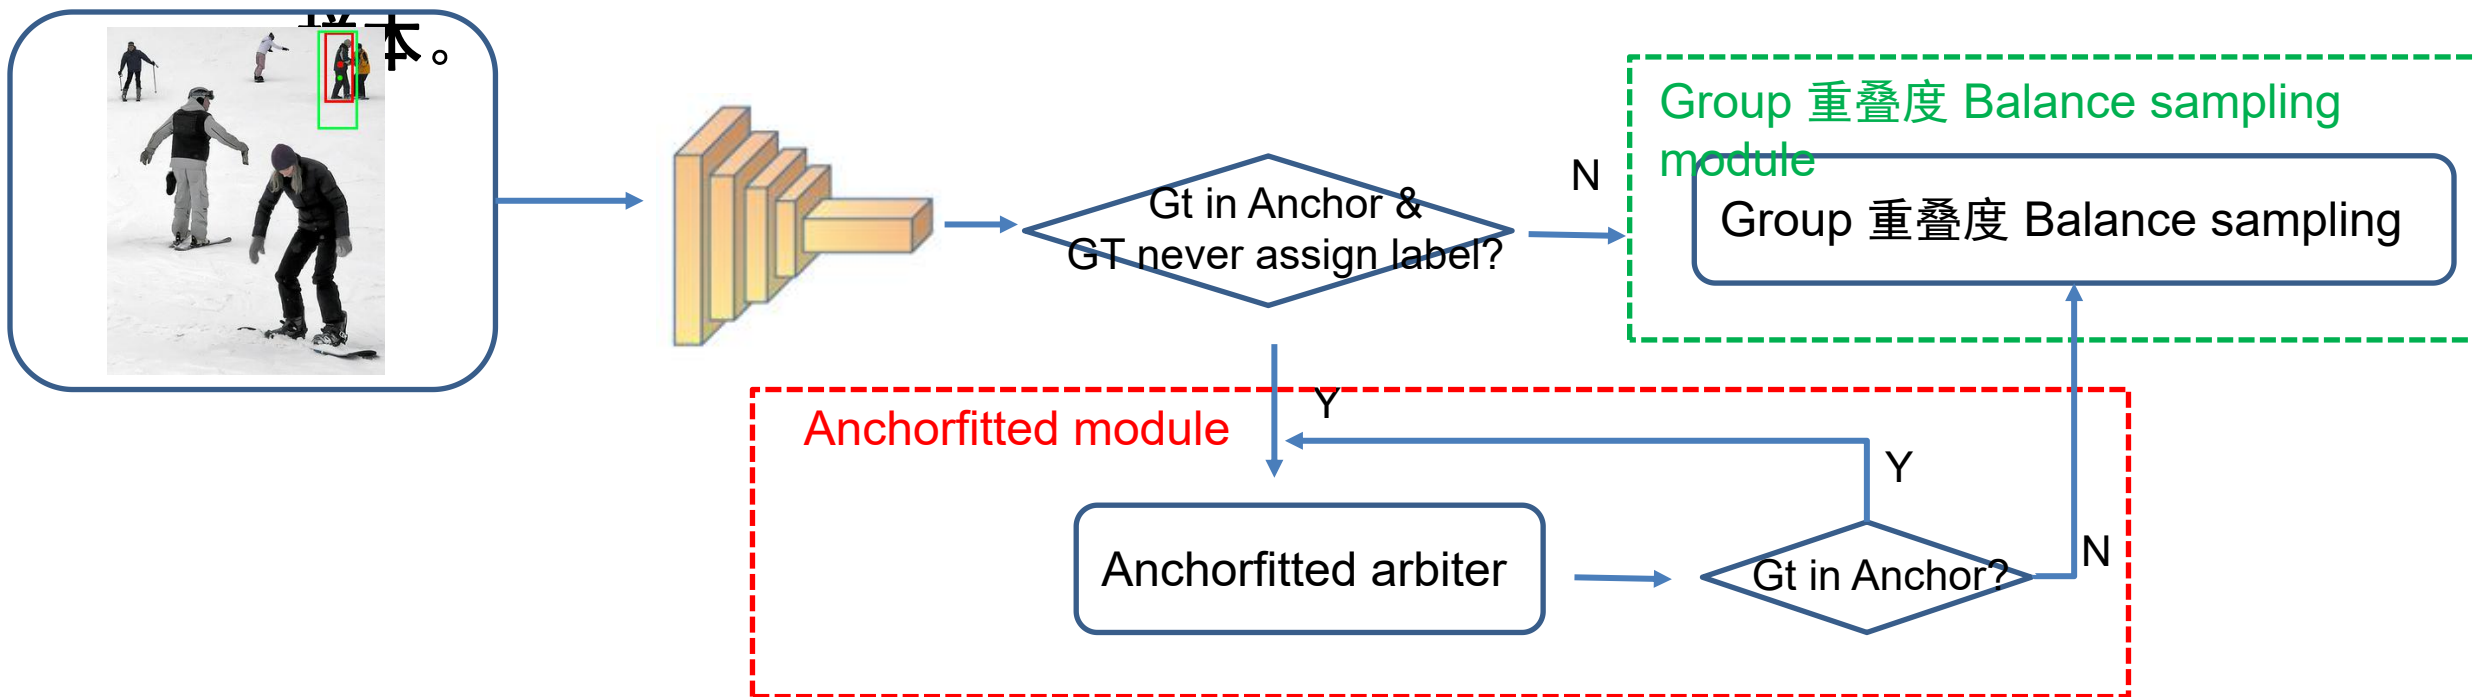 本。
Group 重叠度 Balance sampling
module
Gt in Anchor &
GT never assign label?
N
Group 重叠度 Balance sampling
Y
Anchorfitted module
Y
Anchorfitted arbiter
Gt in Anchor?
N